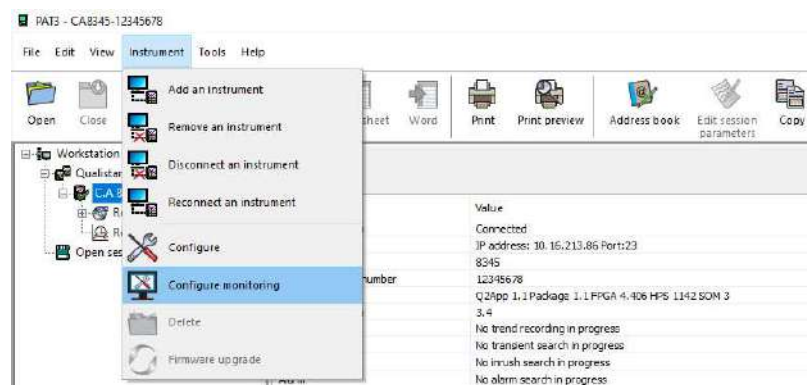 PAT3 - CA8345-12345678
File Edit View Instrument Tools Help
Open Close sheet Word Print Print preview Address book Edit session parameters Copy
Add an instrument
Remove an instrument
Disconnect an instrument
Reconnect an instrument
Configure
Configure monitoring
Delete
Firmware upgrade
Workstation
Qualistar
C.A 8
R
R
Open ses
Value
Connected
IP address: 10.16.213.86 Port:23
8345
number 12345678
Q2App 1.1 Package 1.1 FPGA 4.406 HPS 1142 SOM 3
3.4
No trend recording in progress
No transient search in progress
No inrush search in progress
No alarm search in progress